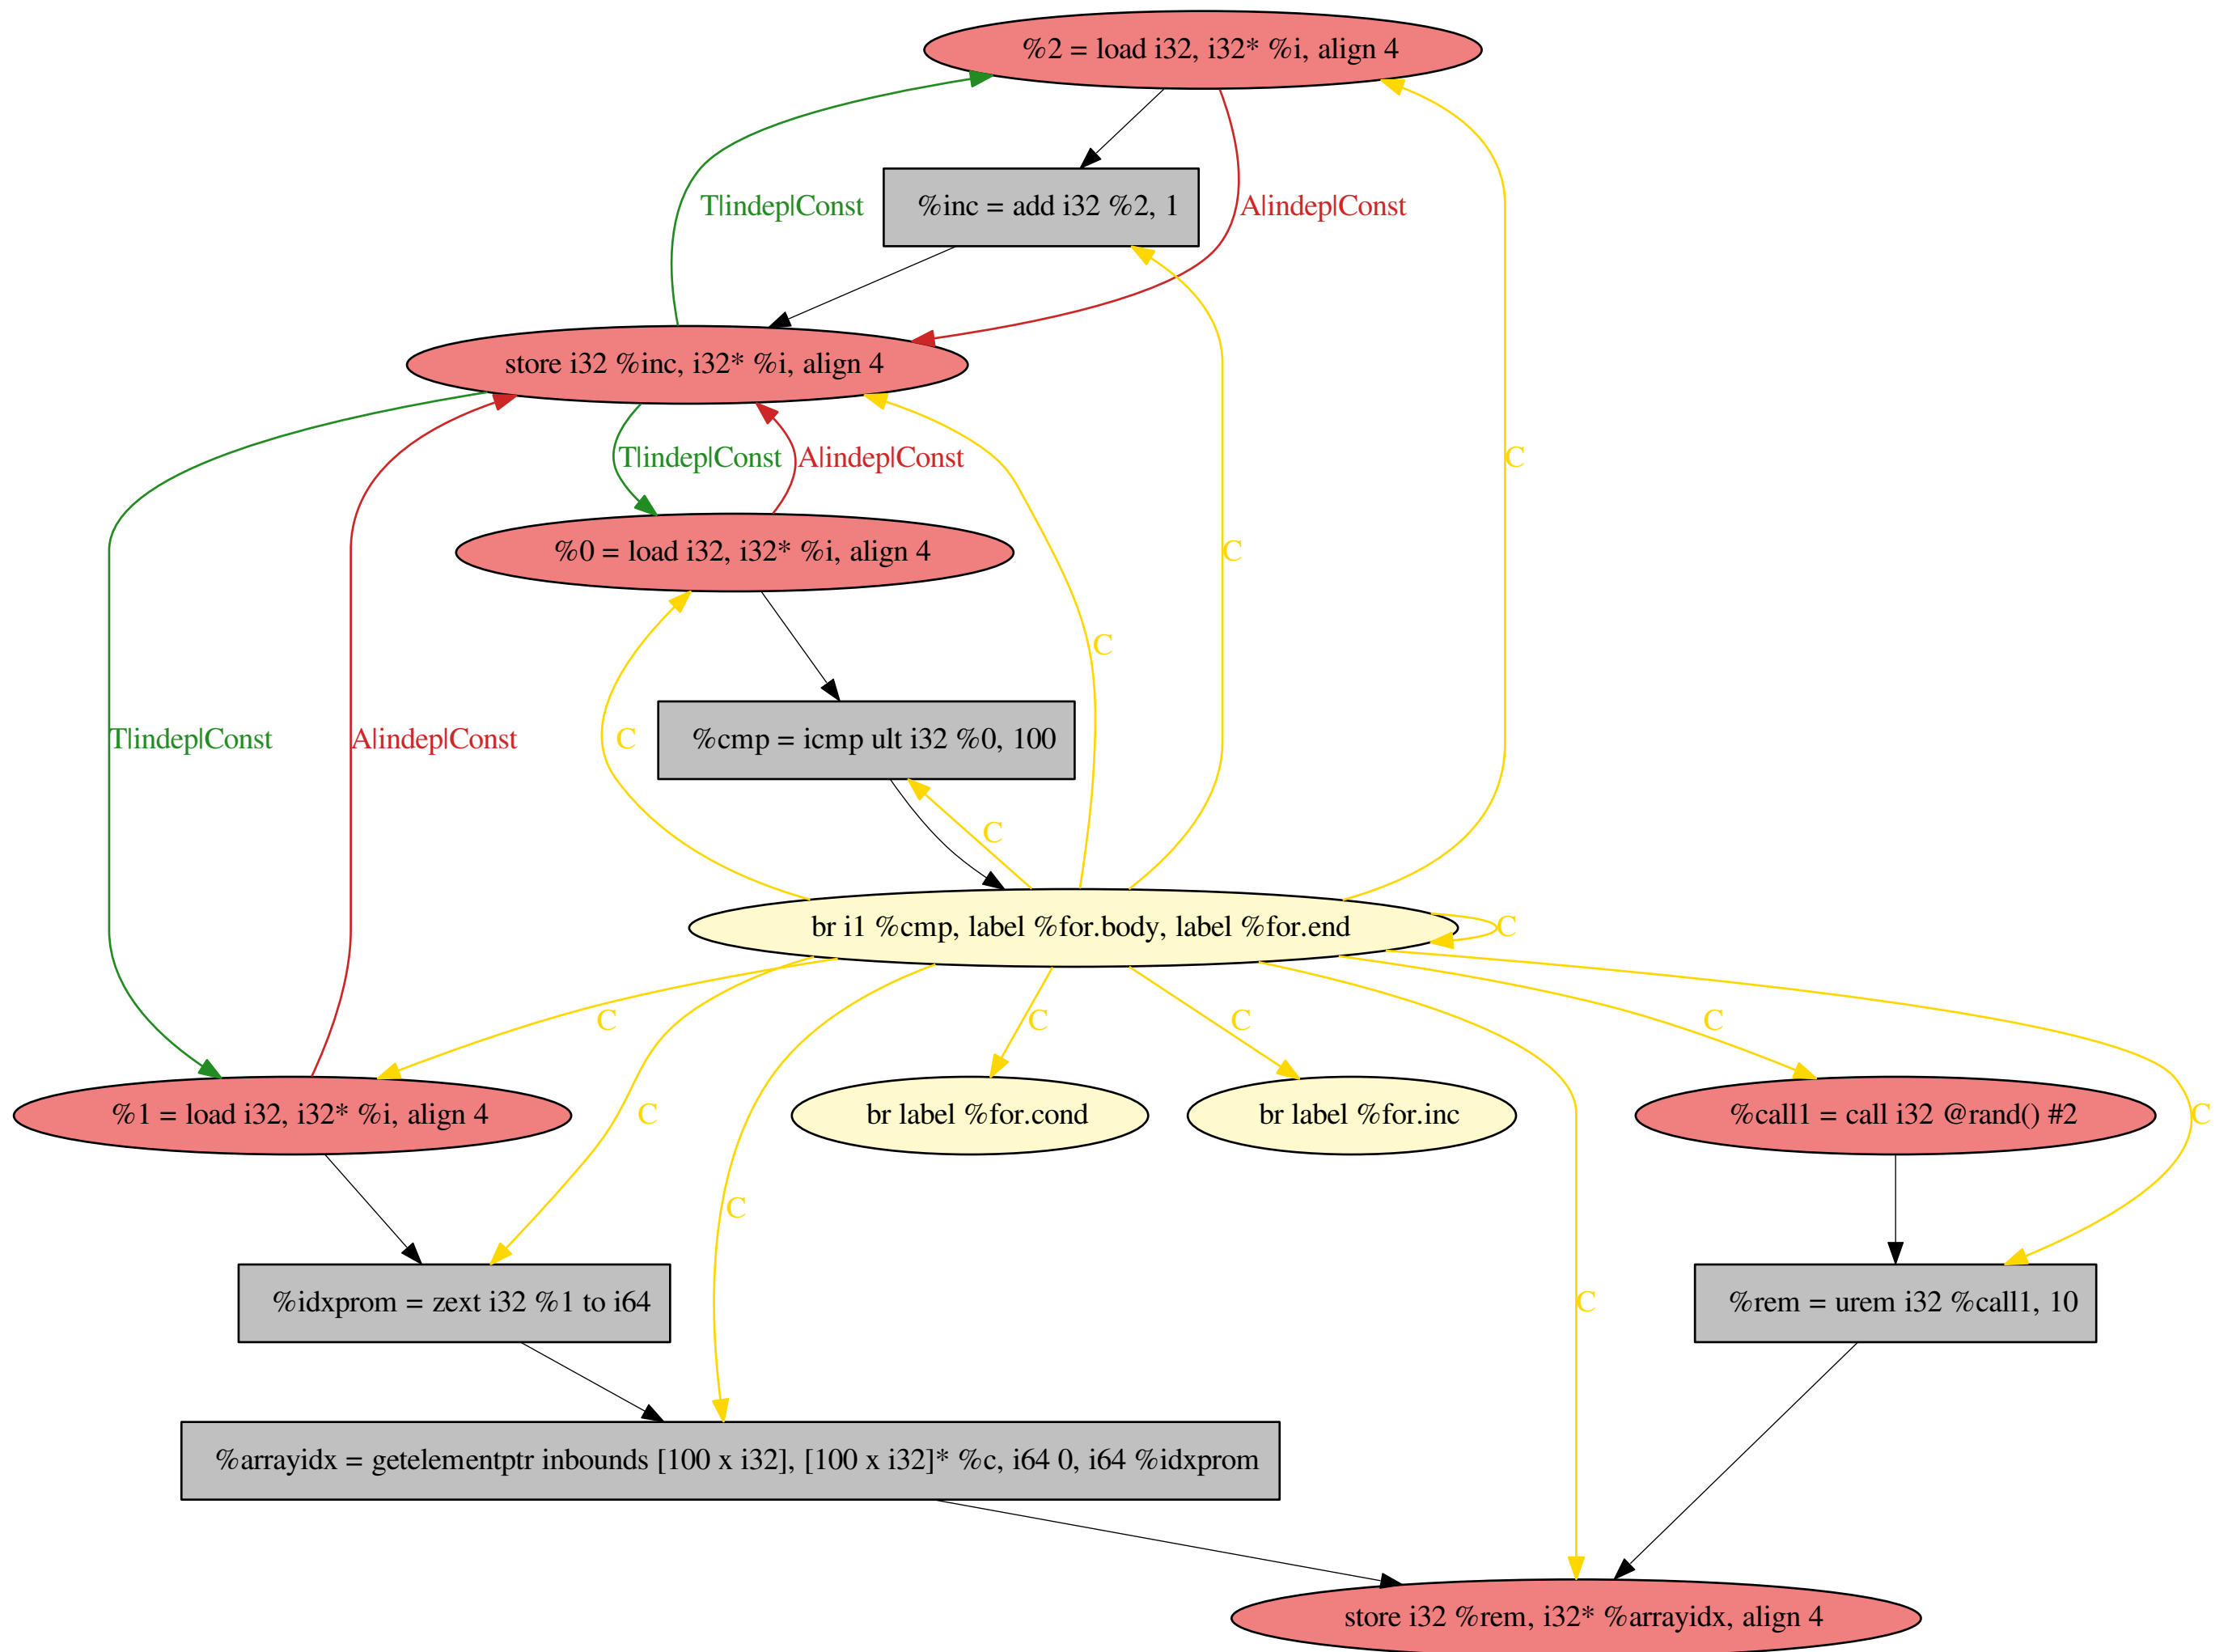 %2 = load i32, i32* %i, align 4
%inc = add i32 %2, 1
T|indep|Const
A|indep|Const
store i32 %inc, i32* %i, align 4
T|indep|Const
A|indep|Const
C
%0 = load i32, i32* %i, align 4
C
C
T|indep|Const
A|indep|Const
C
%cmp = icmp ult i32 %0, 100
C
br i1 %cmp, label %for.body, label %for.end
C
C
C
C
C
%1 = load i32, i32* %i, align 4
C
br label %for.cond
br label %for.inc
%call1 = call i32 @rand() #2
C
C
%idxprom = zext i32 %1 to i64
C
%rem = urem i32 %call1, 10
%arrayidx = getelementptr inbounds [100 x i32], [100 x i32]* %c, i64 0, i64 %idxprom
store i32 %rem, i32* %arrayidx, align 4